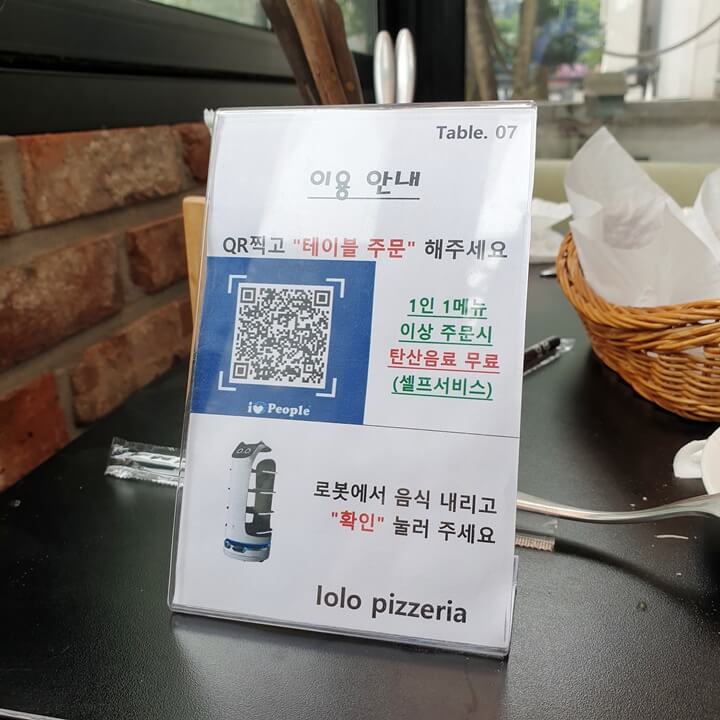 Table. 07
이용 안내
QR찍고 "테이블 주문" 해주세요
1인 1메뉴
이상 주문시
탄산음료 무료
(셀프서비스)
i People
로봇에서 음식 내리고
"확인" 눌러 주세요
lolo pizzeria